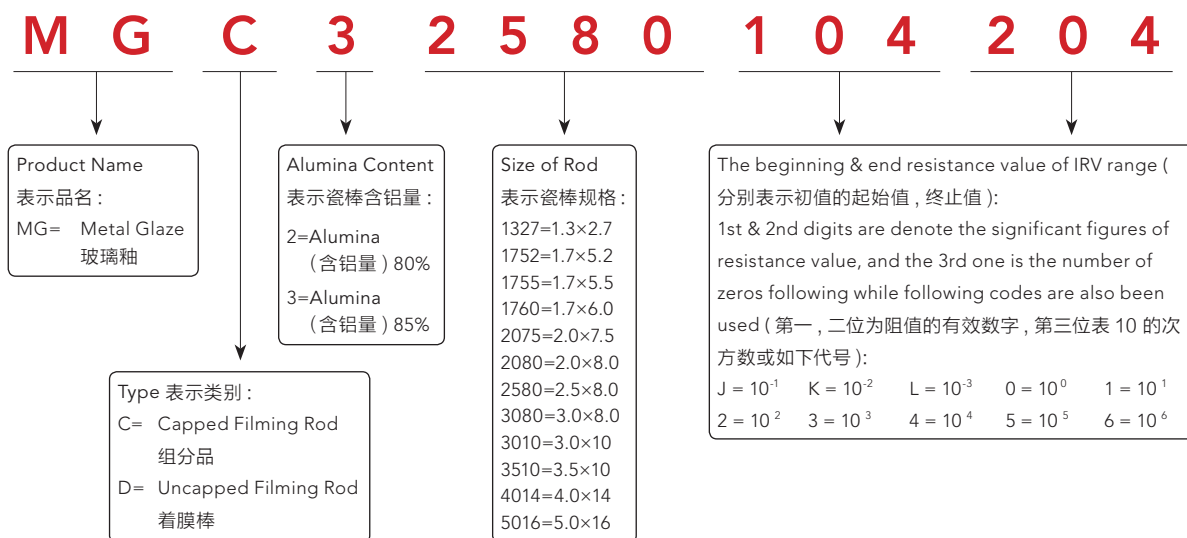 M G C 3 2 5 8 0 1 0 4 2 0 4
Product Name
表示品名 :
MG= Metal Glaze
玻璃釉
Type 表示类别 :
C= Capped Filming Rod
组分品
D= Uncapped Filming Rod
着膜棒
Alumina Content
表示瓷棒含铝量 :
2=Alumina
(含铝量 ) 80%
3=Alumina
(含铝量 ) 85%
Size of Rod
表示瓷棒规格 :
1327=1.3×2.7
1752=1.7×5.2
1755=1.7×5.5
1760=1.7×6.0
2075=2.0×7.5
2080=2.0×8.0
2580=2.5×8.0
3080=3.0×8.0
3010=3.0×10
3510=3.5×10
4014=4.0×14
5016=5.0×16
The beginning & end resistance value of IRV range (
分别表示初值的起始值 , 终止值 ):
1st & 2nd digits are denote the significant figures of
resistance value, and the 3rd one is the number of
zeros following while following codes are also been
used ( 第一 , 二位为阻值的有效数字 , 第三位表 10 的次
方数或如下代号 ):
J = 10⁻¹ K = 10⁻² L = 10⁻³ 0 = 10⁰ 1 = 10¹
2 = 10² 3 = 10³ 4 = 10⁴ 5 = 10⁵ 6 = 10⁶